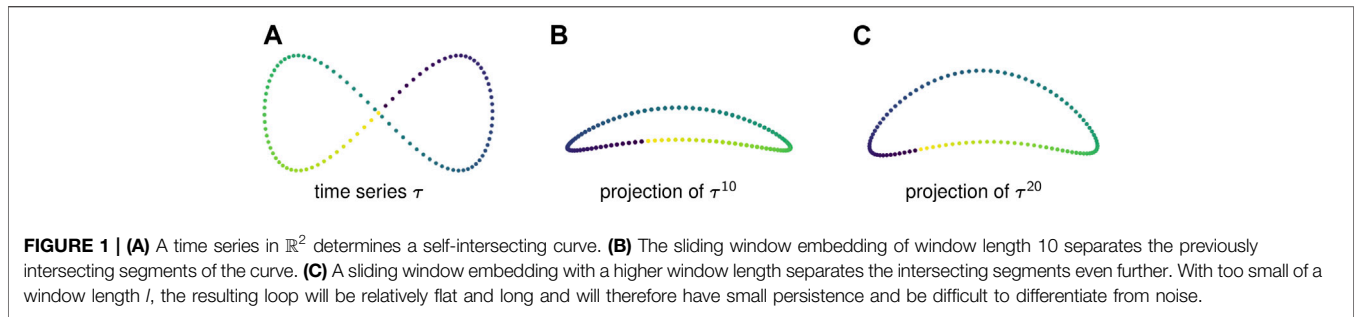 A
B
C
time series τ
projection of τ¹⁰
projection of τ²⁰
FIGURE 1 | (A) A time series in ℝ² determines a self-intersecting curve. (B) The sliding window embedding of window length 10 separates the previously
intersecting segments of the curve. (C) A sliding window embedding with a higher window length separates the intersecting segments even further. With too small of a
window length l, the resulting loop will be relatively flat and long and will therefore have small persistence and be difficult to differentiate from noise.